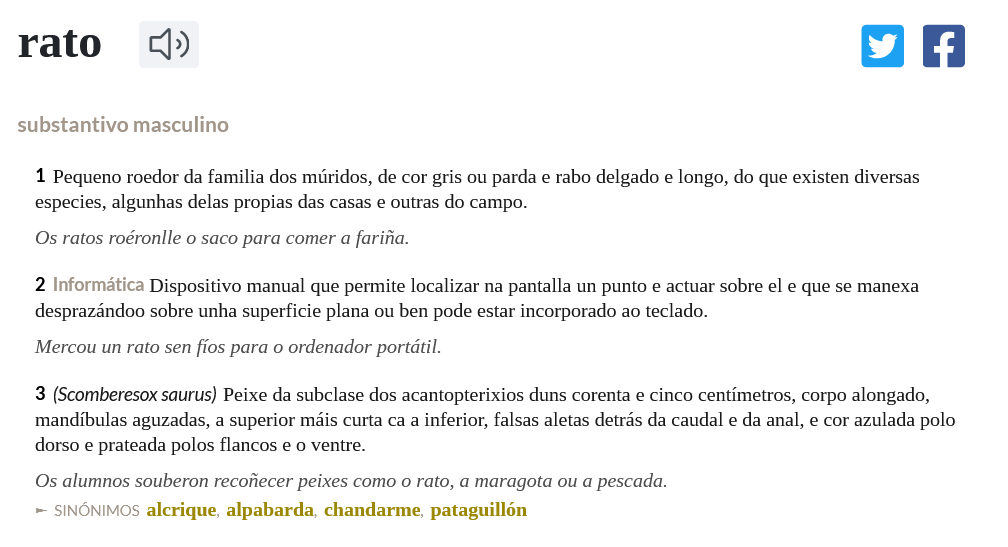 rato
substantivo masculino
1 Pequeno roedor da familia dos múridos, de cor gris ou parda e rabo delgado e longo, do que existen diversas
especies, algunhas delas propias das casas e outras do campo.
Os ratos roéronlle o saco para comer a fariña.
2 Informática Dispositivo manual que permite localizar na pantalla un punto e actuar sobre el e que se manexa
desprazándoo sobre unha superficie plana ou ben pode estar incorporado ao teclado.
Mercou un rato sen fíos para o ordenador portátil.
3 (Scomberesox saurus) Peixe da subclase dos acantopterixios duns corenta e cinco centímetros, corpo alongado,
mandíbulas aguzadas, a superior máis curta ca a inferior, falsas aletas detrás da caudal e da anal, e cor azulada polo
dorso e prateada polos flancos e o ventre.
Os alumnos souberon recoñecer peixes como o rato, a maragota ou a pescada.
► SINÓNIMOS alcrique, alpabarda, chandarme, pataguillón